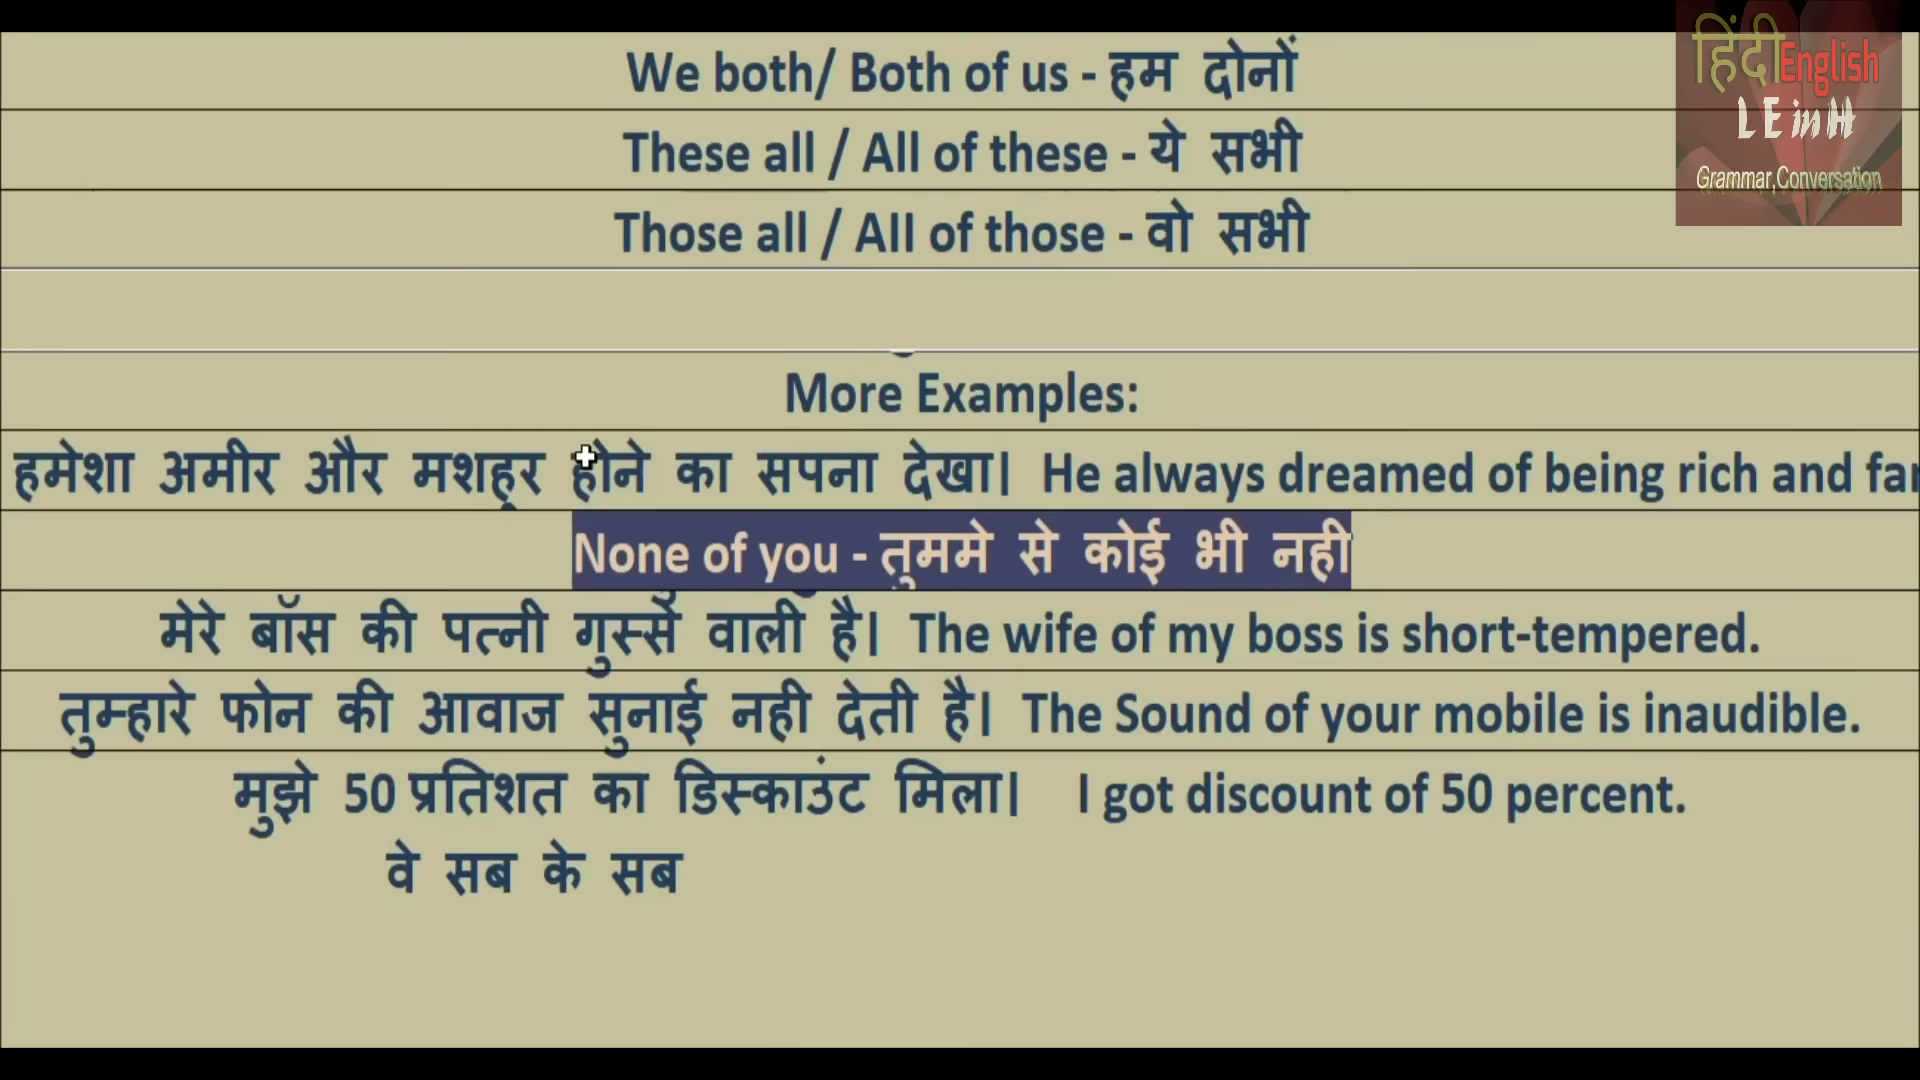 We both/ Both of us - हम दोनों
These all / All of these - ये सभी
Those all / All of those - वो सभी
More Examples:
हमेशा अमीर और मशहूर होने का सपना देखा| He always dreamed of being rich and
None of you - तुममे से कोई भी नही
मेरे बॉस की पत्नी गुस्से वाली है| The wife of my boss is short-tempered.
तुम्हारे फोन की आवाज सुनाई नही देती है| The Sound of your mobile is inaudible.
मुझे 50 प्रतिशत का डिस्काउंट मिला| I got discount of 50 percent.
वे सब के सब
हिंदी English
L E in H
Grammar,Conversation